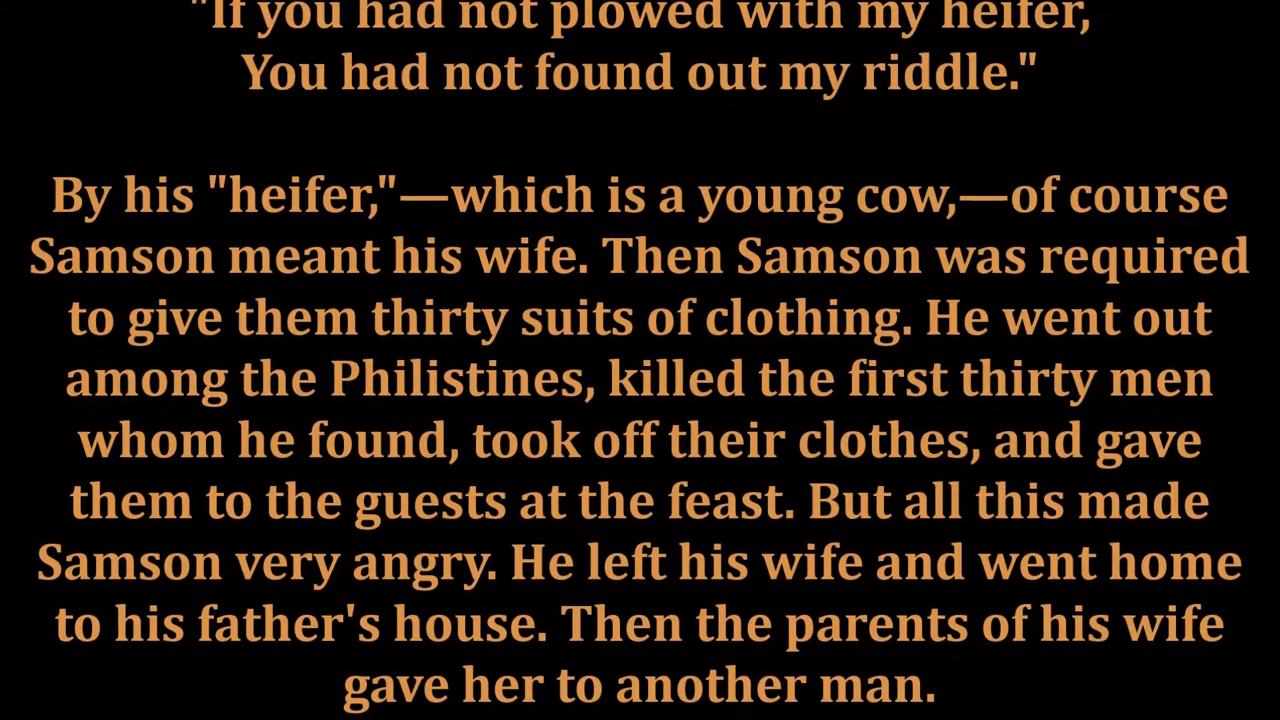 "If you had not plowed with my heifer,
You had not found out my riddle."
By his "heifer,"—which is a young cow,—of course
Samson meant his wife. Then Samson was required
to give them thirty suits of clothing. He went out
among the Philistines, killed the first thirty men
whom he found, took off their clothes, and gave
them to the guests at the feast. But all this made
Samson very angry. He left his wife and went home
to his father's house. Then the parents of his wife
gave her to another man.